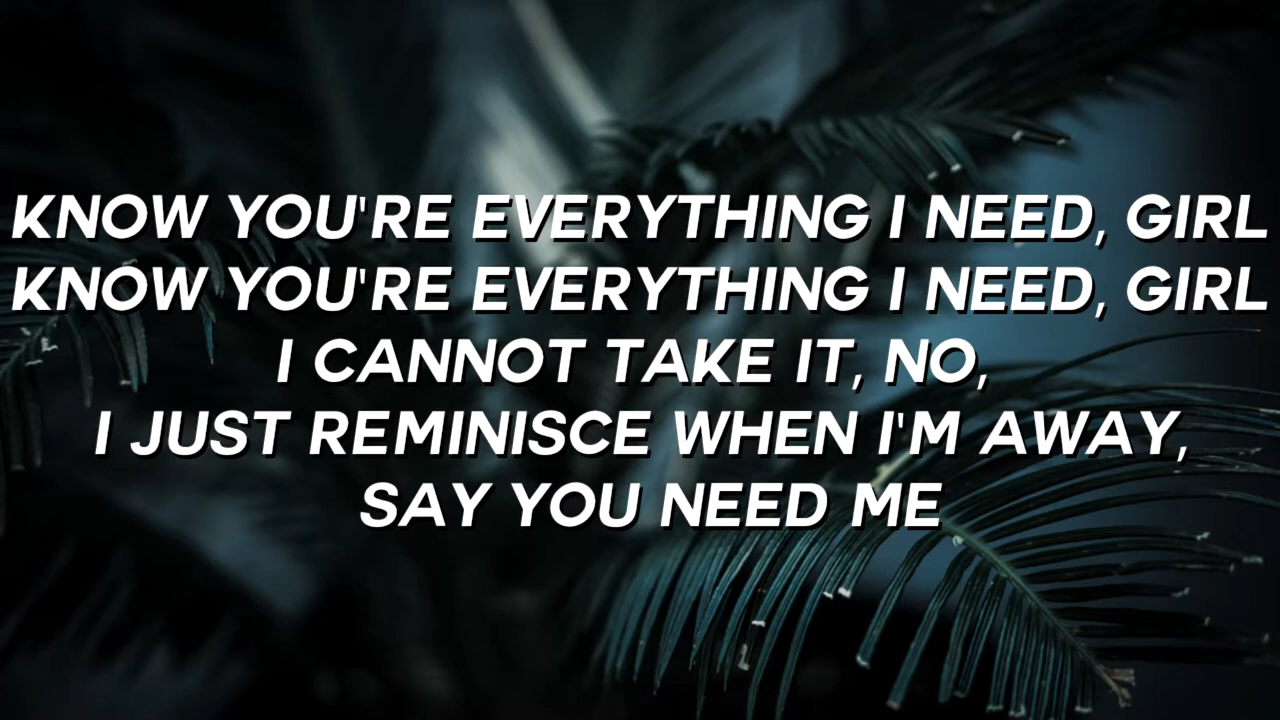 KNOW YOU'RE EVERYTHING I NEED, GIRL
KNOW YOU'RE EVERYTHING I NEED, GIRL
I CANNOT TAKE IT, NO,
I JUST REMINISCE WHEN I'M AWAY,
SAY YOU NEED ME